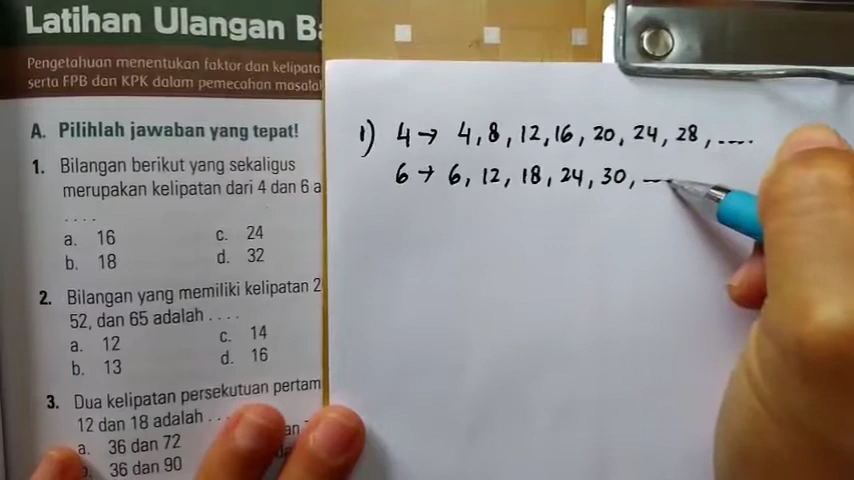 Latihan Ulangan
Pengetahuan menentukan faktor dan kelipata
serta FPB dan KPK dalam pemecahan masalal
A. Pilihlah jawaban yang tepat!
1. Bilangan berikut yang sekaligus
merupakan kelipatan dari 4 dan 6 a
. . . .
a. 16 c. 24
b. 18 d. 32
2. Bilangan yang memiliki kelipatan 2
52, dan 65 adalah . . . .
a. 12 c. 14
b. 13 d. 16
3. Dua kelipatan persekutuan pertam
12 dan 18 adalah . . .
a. 36 dan 72
b. 36 dan 90
1) 4 → 4, 8, 12, 16, 20, 24, 28, ....
6 → 6, 12, 18, 24, 30, ....